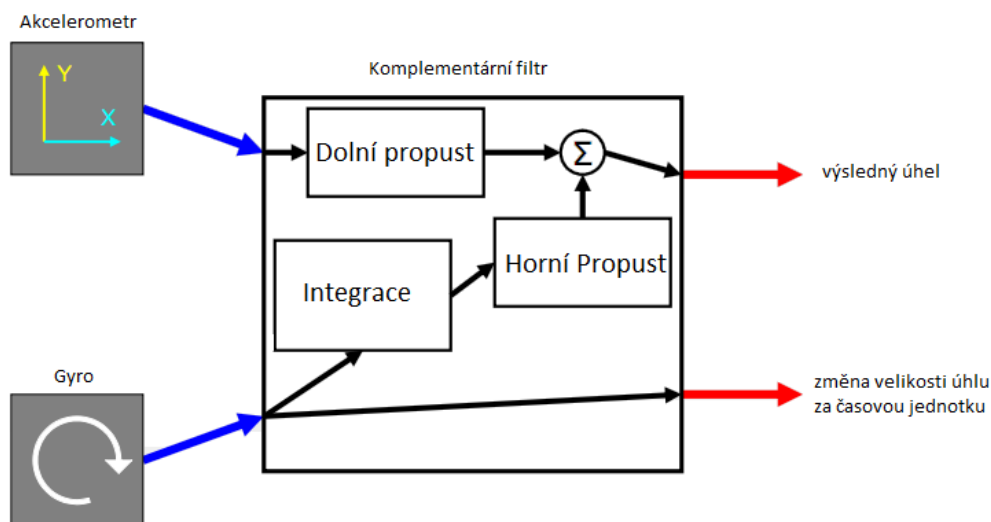 Akcelerometr
Y
X
Komplementární filtr
Dolní propust
Σ
výsledný úhel
Horní Propust
Integrace
Gyro
změna velikosti úhlu
za časovou jednotku